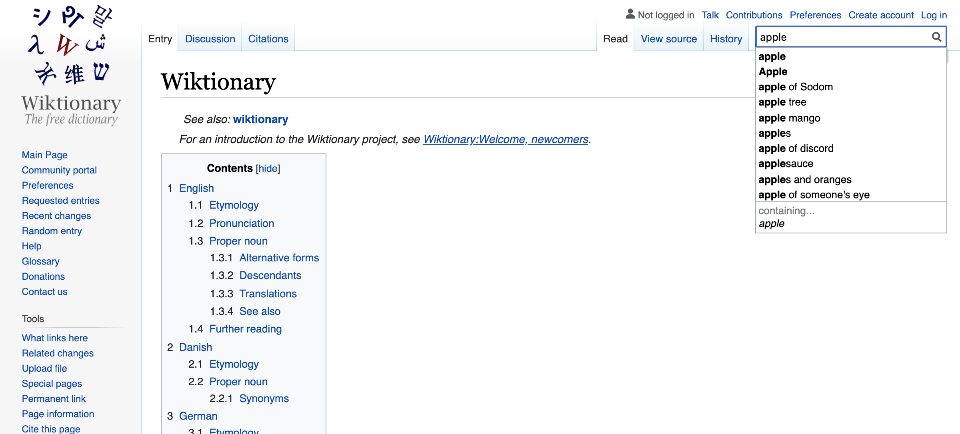 Not logged in Talk Contributions Preferences Create account Log in
Entry Discussion Citations Read View source History apple
apple
Apple
apple of Sodom
apple tree
apple mango
apples
apple of discord
applesauce
apples and oranges
apple of someone's eye
containing...
apple
Wiktionary
The free dictionary
Main Page
Community portal
Preferences
Requested entries
Recent changes
Random entry
Help
Glossary
Donations
Contact us
Tools
What links here
Related changes
Upload file
Special pages
Permanent link
Page information
Cite this page
Wiktionary
See also: wiktionary
For an introduction to the Wiktionary project, see Wiktionary:Welcome, newcomers.
Contents [hide]
1 English
1.1 Etymology
1.2 Pronunciation
1.3 Proper noun
1.3.1 Alternative forms
1.3.2 Descendants
1.3.3 Translations
1.3.4 See also
1.4 Further reading
2 Danish
2.1 Etymology
2.2 Proper noun
2.2.1 Synonyms
3 German
3.1 Etymology